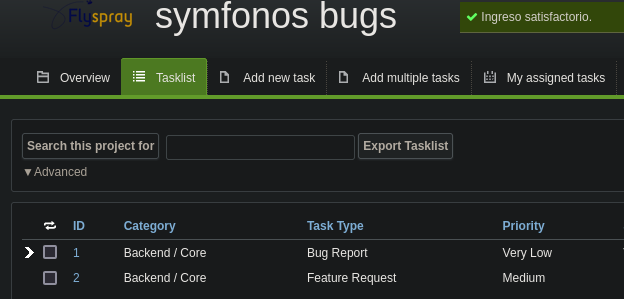 Flyspray symfonos bugs
Ingreso satisfactorio.
Overview Tasklist Add new task Add multiple tasks My assigned tasks
Search this project for Export Tasklist
▼Advanced
ID Category Task Type Priority
1 Backend / Core Bug Report Very Low
2 Backend / Core Feature Request Medium